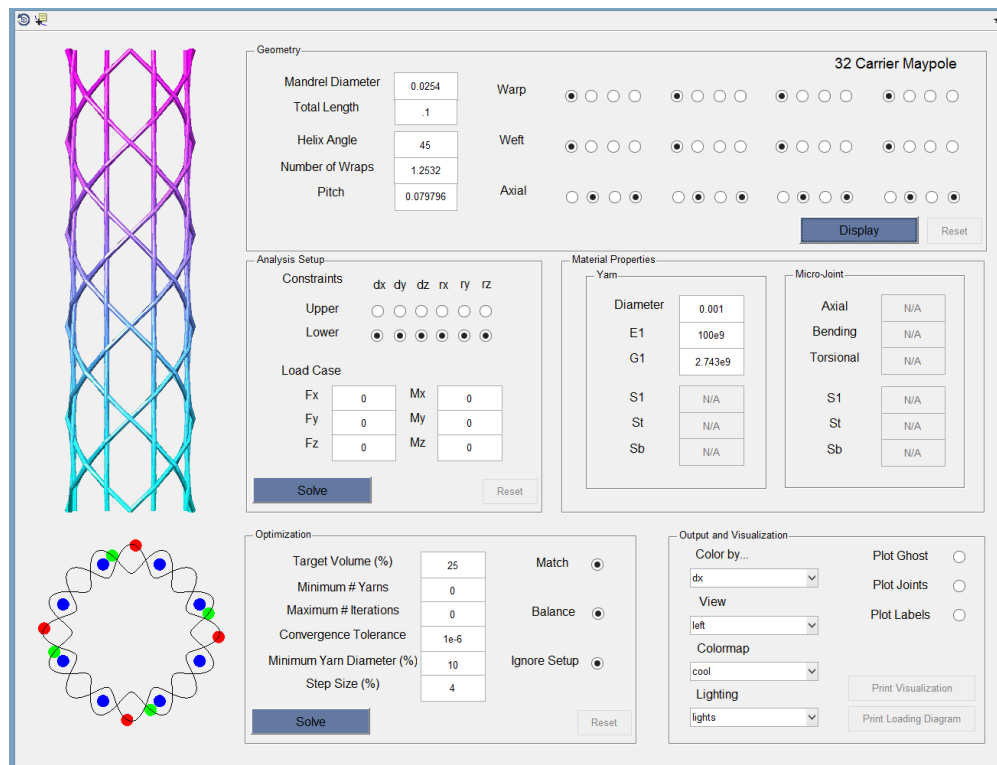 Geometry
32 Carrier Maypole
Mandrel Diameter 0.0254
Total Length .1
Helix Angle 45
Number of Wraps 1.2532
Pitch 0.079796
Warp
Weft
Axial
Display Reset
Analysis Setup
Constraints dx dy dz rx ry rz
Upper
Lower
Load Case
Fx 0 Mx 0
Fy 0 My 0
Fz 0 Mz 0
Solve Reset
Material Properties
Yarn
Diameter 0.001
E1 100e9
G1 2.743e9
S1 N/A
St N/A
Sb N/A
Micro-Joint
Axial N/A
Bending N/A
Torsional N/A
S1 N/A
St N/A
Sb N/A
Optimization
Target Volume (%) 25 Match
Minimum # Yarns 0
Maximum # Iterations 0 Balance
Convergence Tolerance 1e-6
Minimum Yarn Diameter (%) 10 Ignore Setup
Step Size (%) 4
Solve Reset
Output and Visualization
Color by... Plot Ghost
dx
Plot Joints
View
left
Plot Labels
Colormap
cool
Print Visualization
Lighting
lights
Print Loading Diagram